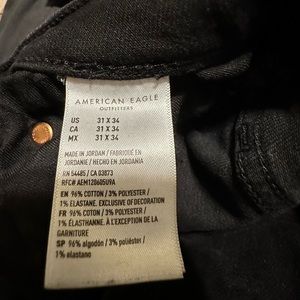 AMERICAN EAGLE
OUTFITTERS
US 31 X 34
CA 31 X 34
MX 31 X 34
MADE IN JORDAN / FABRIQUÉ EN
JORDANIE / HECHO EN JORDANIA
RN 54485 / CA 03873
RFC# AEM120605U9A
EN 96% COTTON / 3% POLYESTER /
1% ELASTANE. EXCLUSIVE OF DECORATION
FR 96% COTON / 3% POLYESTER /
1% ÉLASTHANNE. À L'EXCEPTION DE LA
GARNITURE
SP 96% algodón / 3% poliéster /
1% elastano